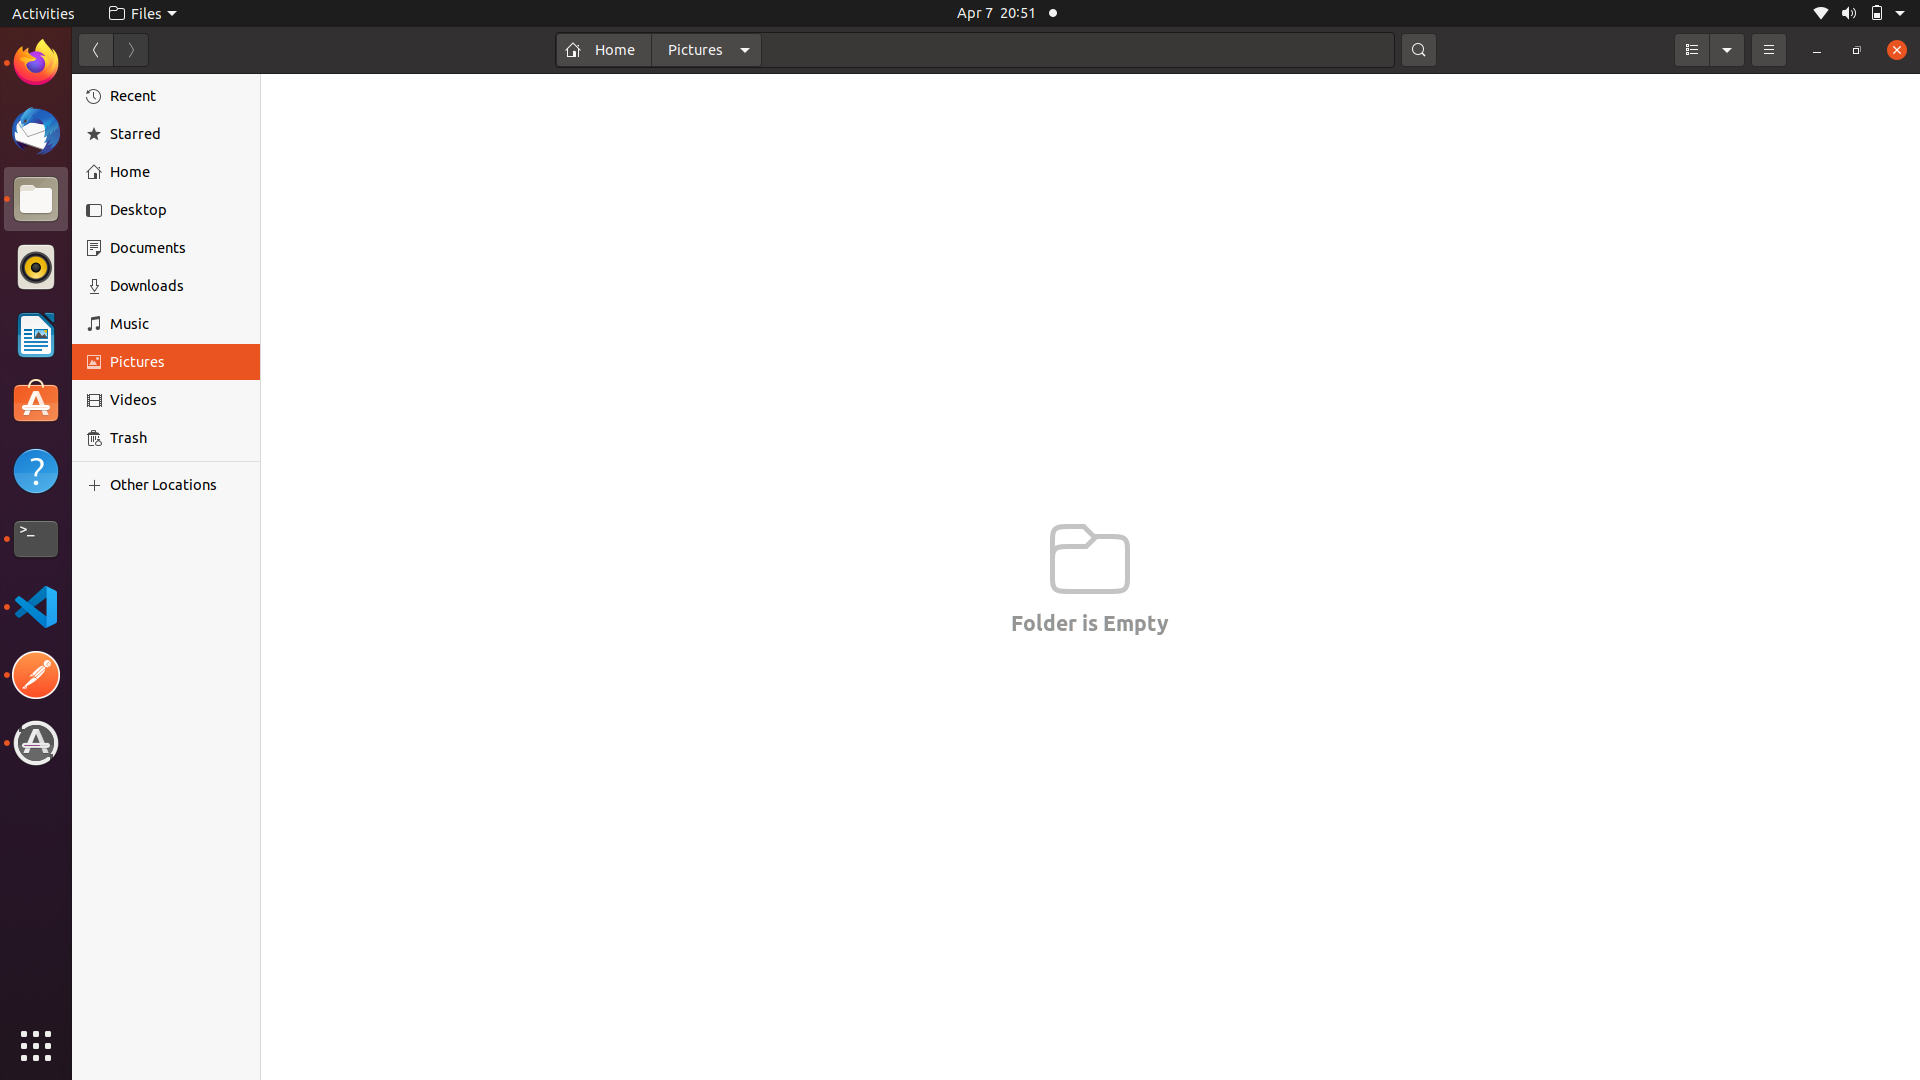 Activities
Files
Apr 7 20:51
Home
Pictures
Recent
Starred
Home
Desktop
Documents
Downloads
Music
Pictures
Videos
Trash
Other Locations
Folder is Empty
?
>_